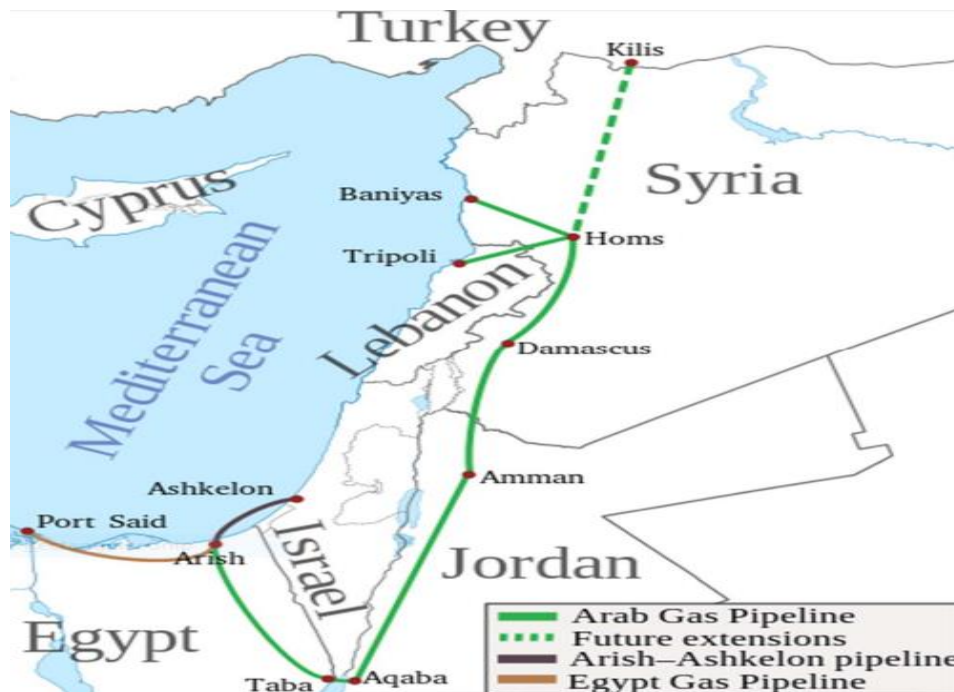 Turkey
Kilis
Cyprus
Syria
Baniyas
Homs
Tripoli
Mediterranean
Sea
Lebanon
Damascus
Ashkelon
Amman
Port Said
Arish
Israel
Jordan
Egypt
Taba
Aqaba
Arab Gas Pipeline
Future extensions
Arish–Ashkelon pipeline
Egypt Gas Pipeline